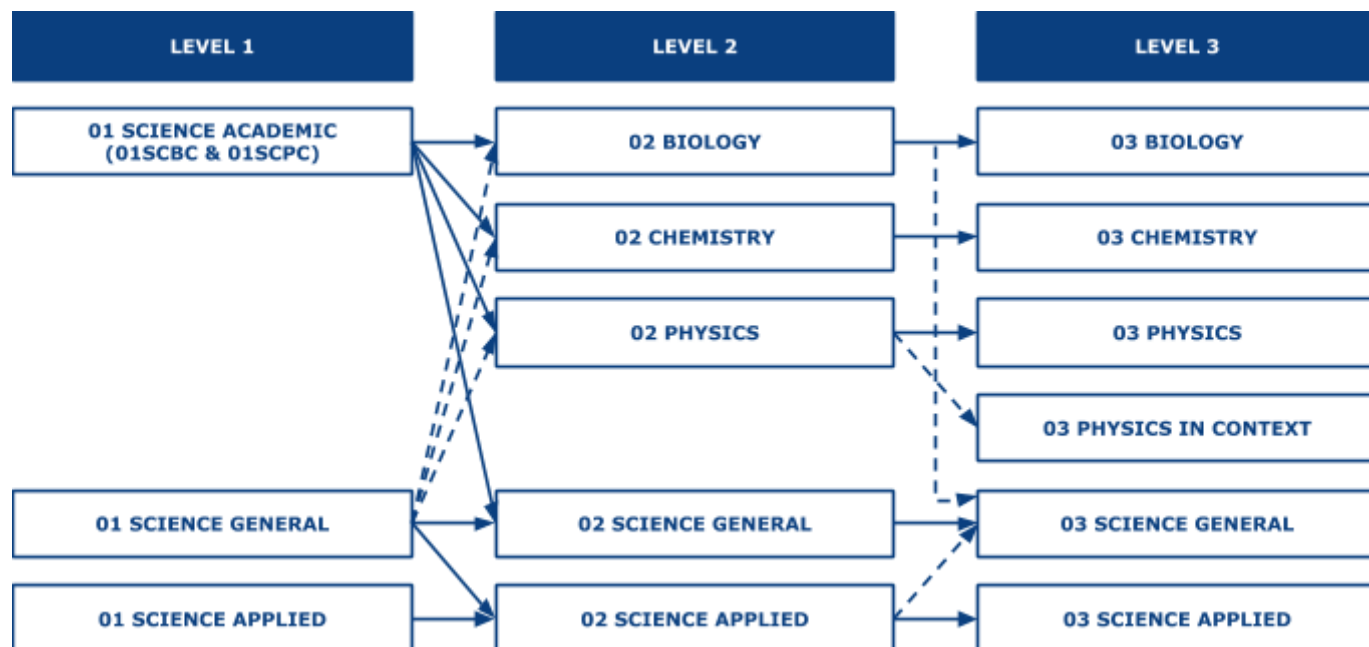 LEVEL 1
LEVEL 2
LEVEL 3
01 SCIENCE ACADEMIC
(01SCBC & 01SCPC)
02 BIOLOGY
03 BIOLOGY
02 CHEMISTRY
03 CHEMISTRY
02 PHYSICS
03 PHYSICS
03 PHYSICS IN CONTEXT
01 SCIENCE GENERAL
02 SCIENCE GENERAL
03 SCIENCE GENERAL
01 SCIENCE APPLIED
02 SCIENCE APPLIED
03 SCIENCE APPLIED